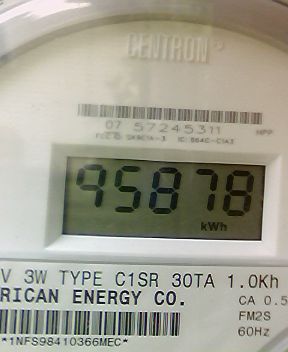 CENTRON
07 57245311
95878
kWh
V 3W TYPE C1SR 30TA 1.0Kh
RICAN ENERGY CO.
CA 0.5
FM2S
60Hz
*1NFS98410366MEC*